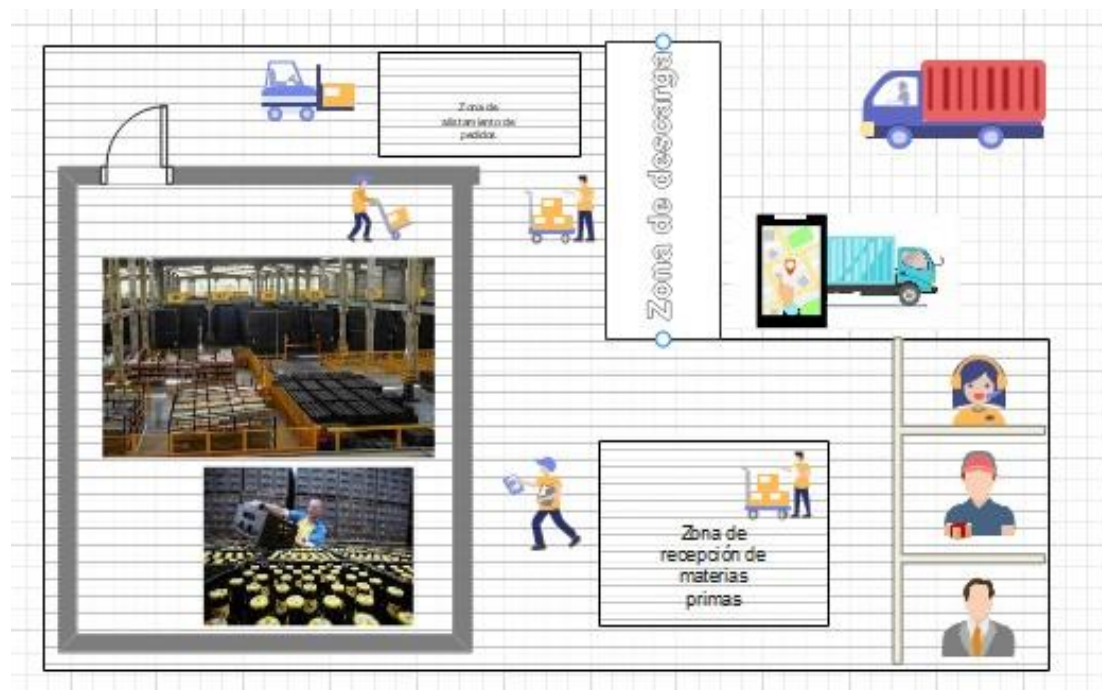 Zona de
alistamiento de
pedidos
Zona de descarga
Zona de
recepción de
materias
primas